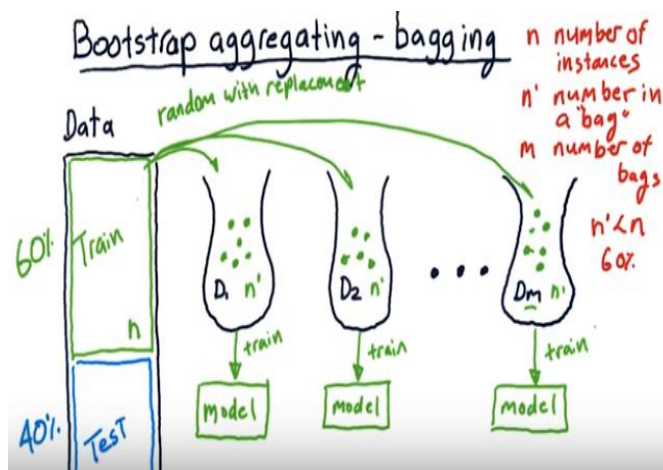 Bootstrap aggregating - bagging
random with replacement
n number of
instances
n' number in
a "bag"
m number of
bags
n'<n
60%
Data
60%
Train
n
40%
Test
D1 n'
D2 n'
...
Dm n'
train
train
train
model
model
model